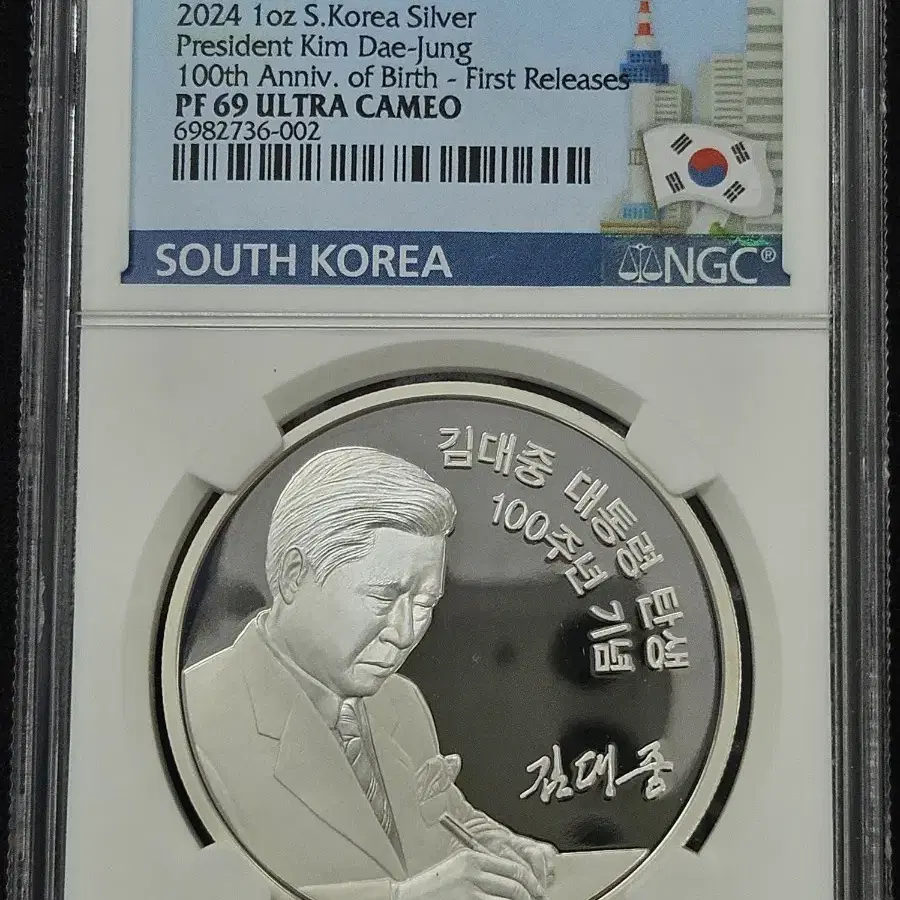 2024 1oz S.Korea Silver
President Kim Dae-Jung
100th Anniv. of Birth - First Releases
PF 69 ULTRA CAMEO
6982736-002
SOUTH KOREA
NGC®
김대중 대통령 탄생
100주년 기념
김대중